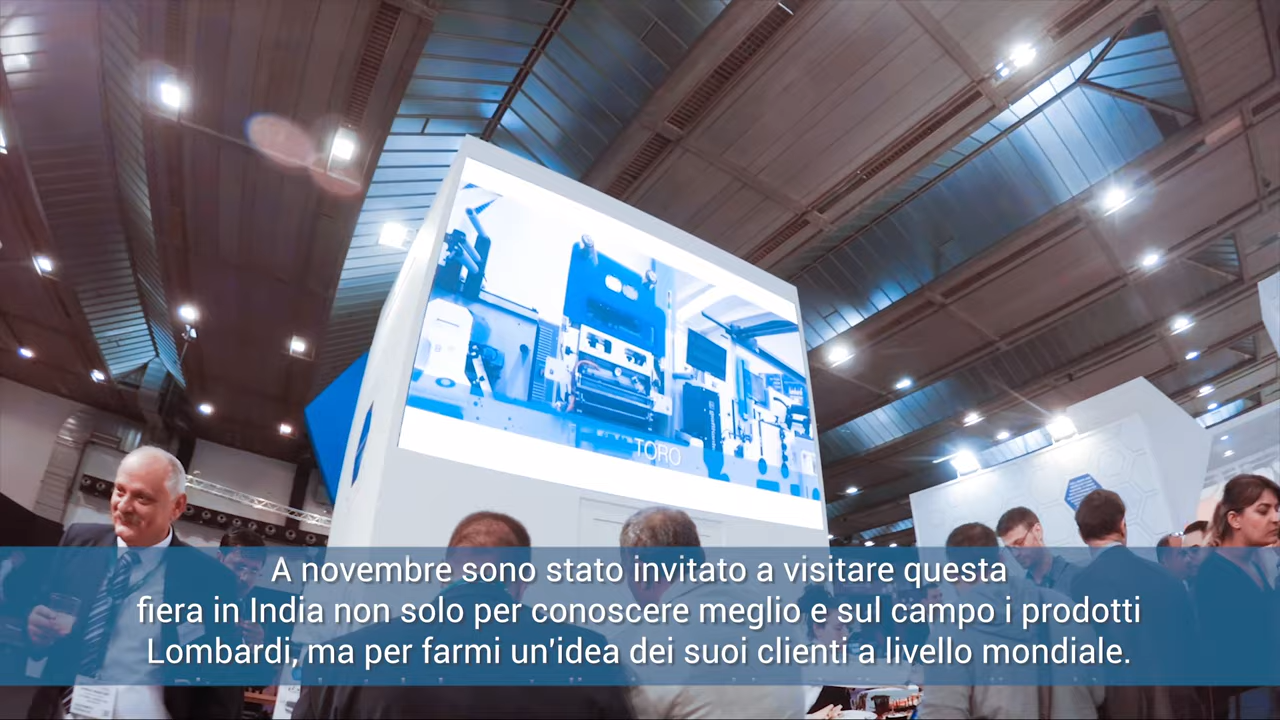 TORO
A novembre sono stato invitato a visitare questa
fiera in India non solo per conoscere meglio e sul campo i prodotti
Lombardi, ma per farmi un'idea dei suoi clienti a livello mondiale.